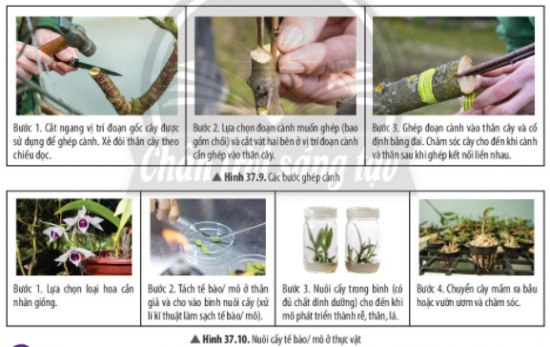 Bước 1. Cắt ngang vị trí đoạn gốc cây được
sử dụng để ghép cành. Xẻ đôi thân cây theo
chiều dọc.
Bước 2. Lựa chọn đoạn cành muốn ghép (bao
gồm chồi) và cắt vát hai bên ở vị trí đoạn cành
cần ghép vào thân cây.
Bước 3. Ghép đoạn cành vào thân cây và cố
định bằng đai. Chăm sóc cây cho đến khi cành
và thân sau khi ghép kết nối liền nhau.
Chân trời sáng tạo
▲ Hình 37.9. Các bước ghép cành
Bước 1. Lựa chọn loại hoa cần
nhân giống.
Bước 2. Tách tế bào/ mô ở thân
giả và cho vào bình nuôi cấy (xử
lí kĩ thuật làm sạch tế bào/ mô).
Bước 3. Nuôi cấy trong bình (có
đủ chất dinh dưỡng) cho đến khi
mô phát triển thành rễ, thân, lá.
Bước 4. Chuyển cây mầm ra bầu
hoặc vườn ươm và chăm sóc.
▲ Hình 37.10. Nuôi cấy tế bào/ mô ở thực vật